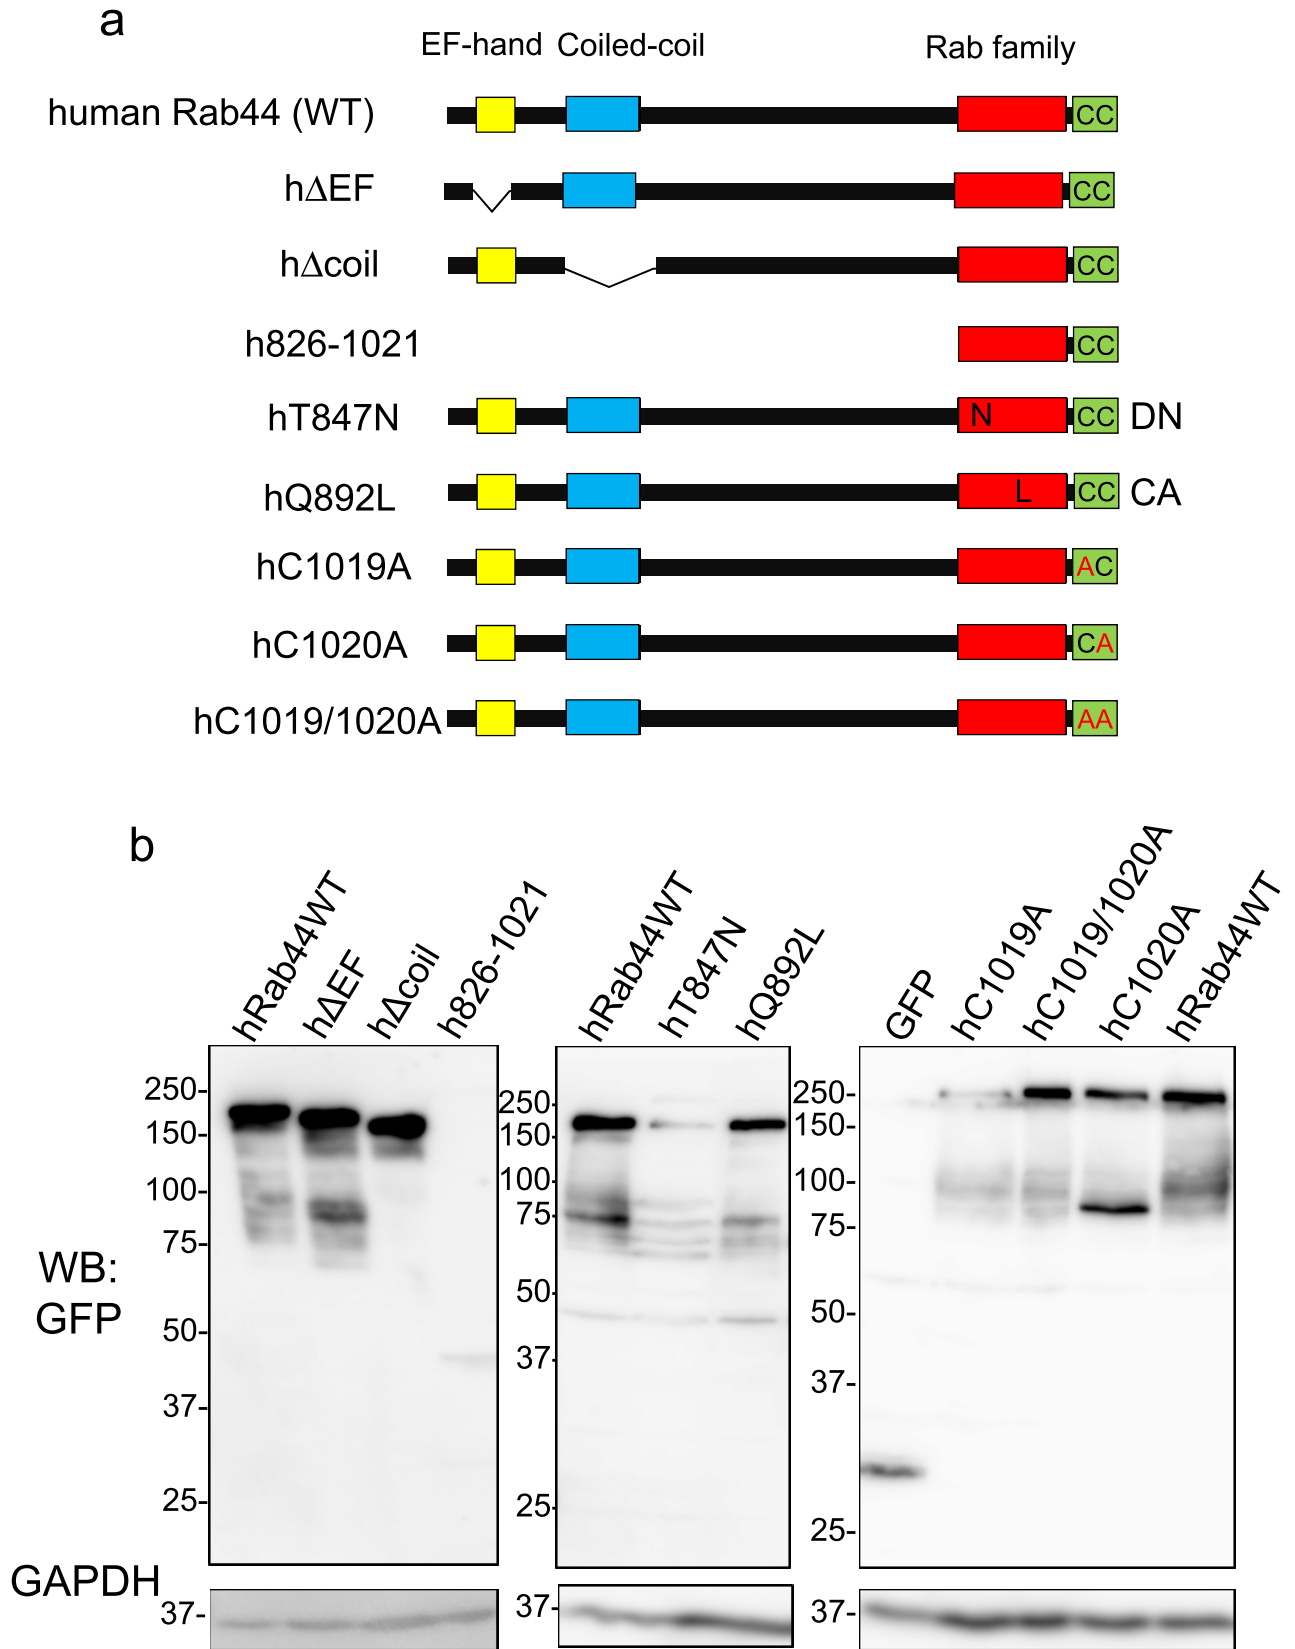 a
EF-hand Coiled-coil Rab family
human Rab44 (WT) CC
hΔEF CC
hΔcoil CC
h826-1021 CC
hT847N N CC DN
hQ892L L CC CA
hC1019A AC
hC1020A CA
hC1019/1020A AA
b
hRab44WT hΔEF hΔcoil h826-1021
hRab44WT hT847N hQ892L
GFP hC1019A hC1019/1020A hC1020A hRab44WT
WB:
GFP
250-
150-
100-
75-
50-
37-
25-
250-
150-
100-
75-
50-
37-
25-
250-
150-
100-
75-
50-
37-
25-
GAPDH
37- 37- 37-